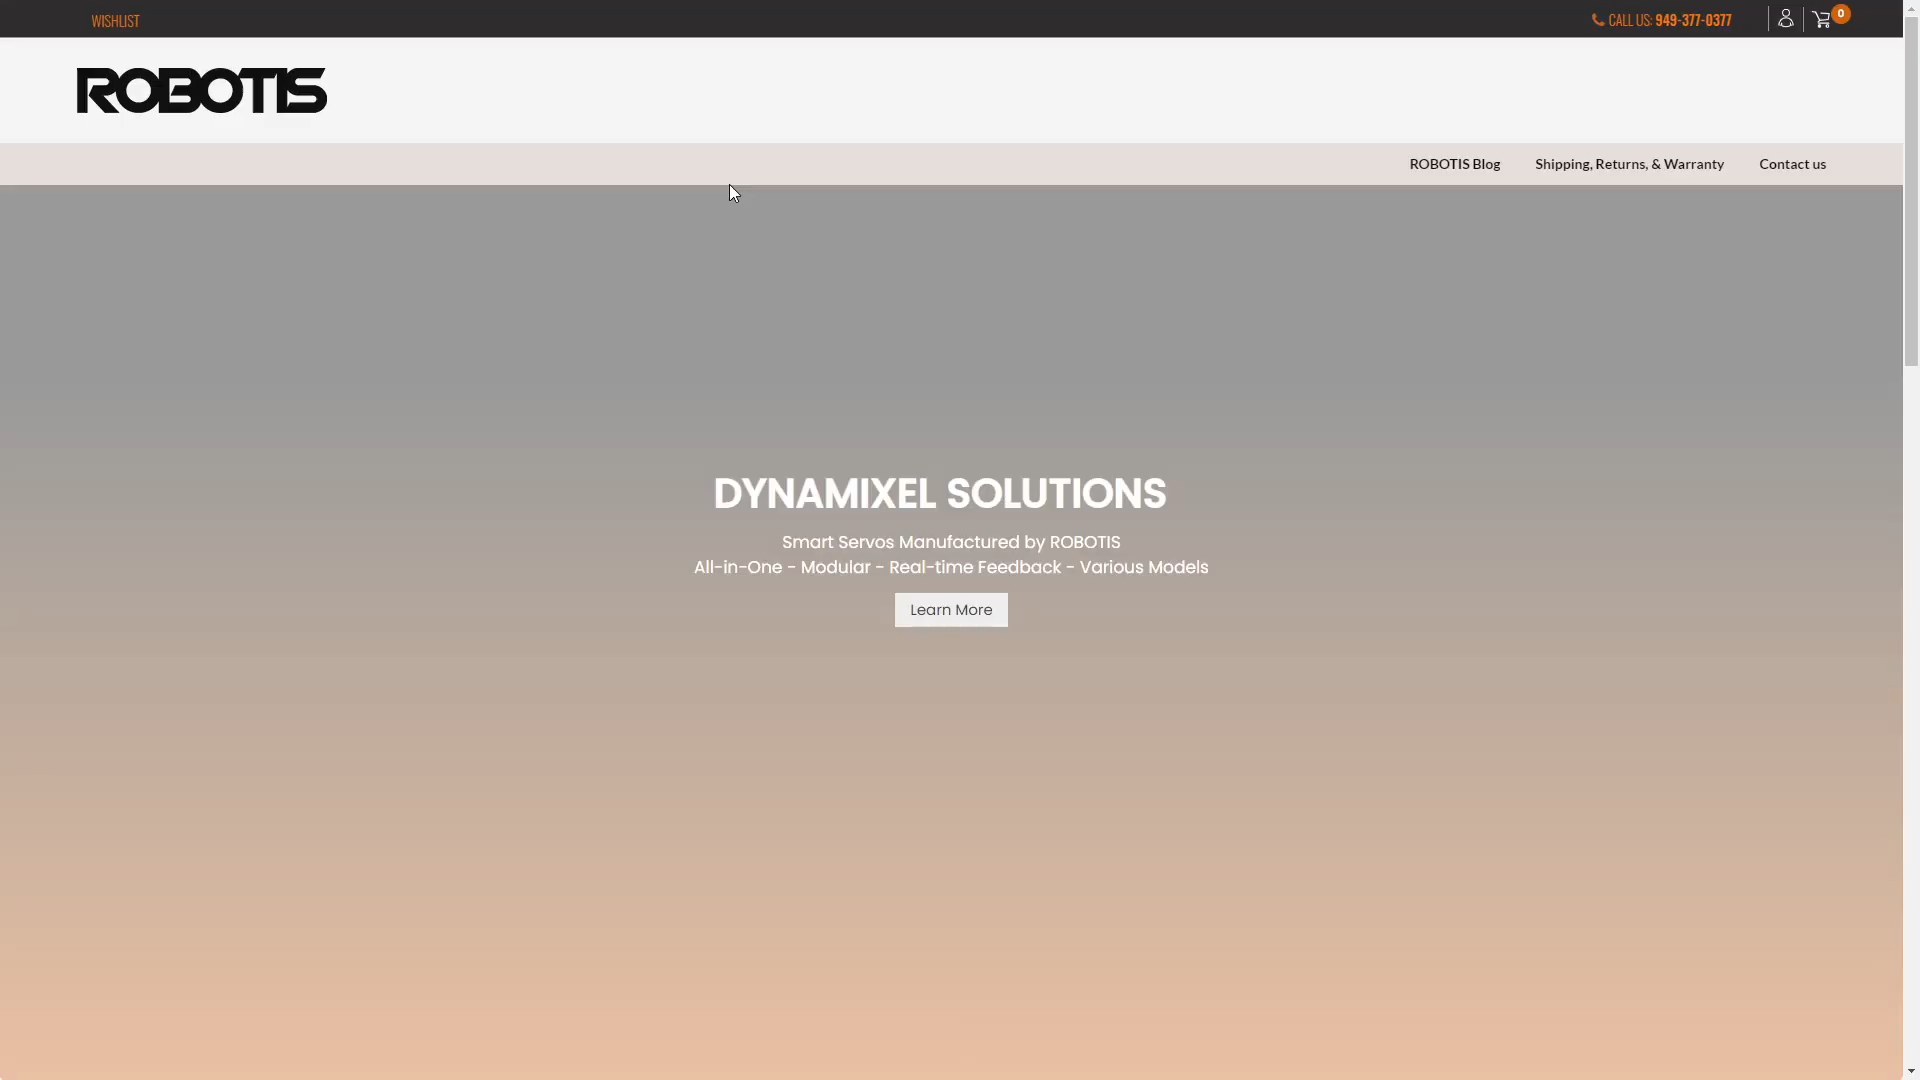 WISHLIST
CALL US: 949-377-0377
0
ROBOTIS
ROBOTIS Blog
Shipping, Returns, & Warranty
Contact us
DYNAMIXEL SOLUTIONS
Smart Servos Manufactured by ROBOTIS
All-in-One - Modular - Real-time Feedback - Various Models
Learn More